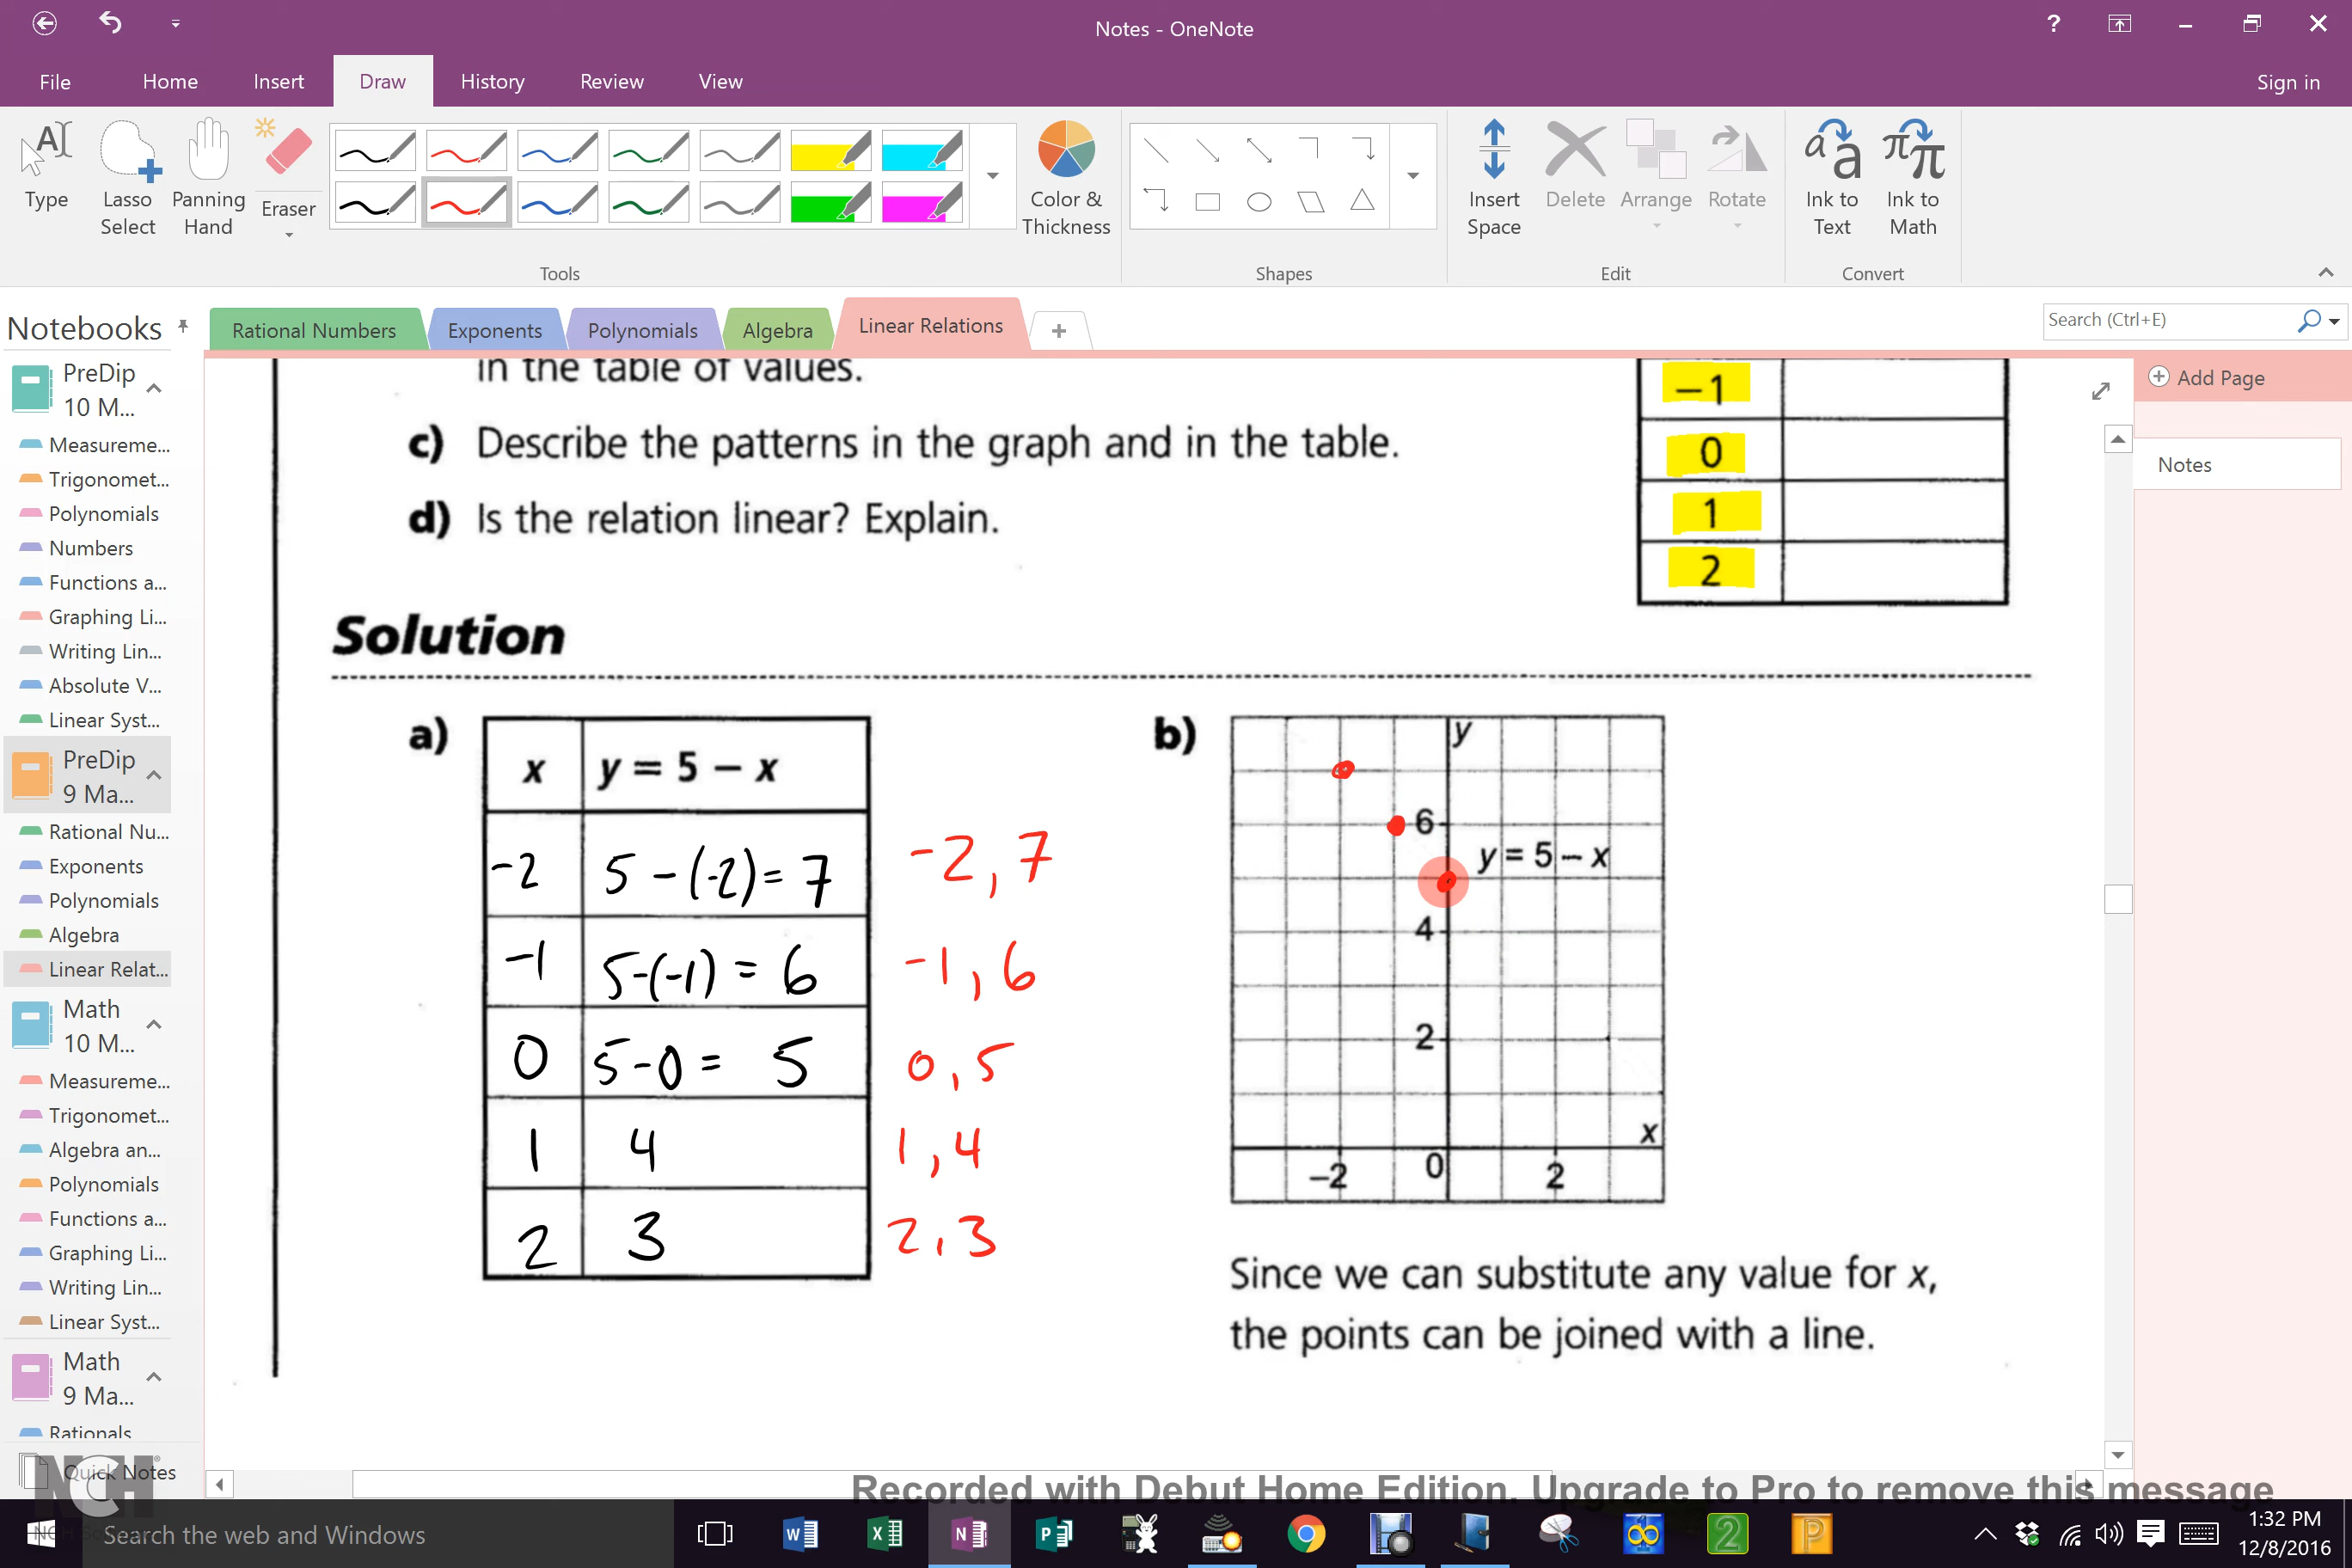 Notes - OneNote
File Home Insert Draw History Review View Sign in
Type
Lasso Select
Panning Hand
Eraser
Color & Thickness
Insert Space
Delete
Arrange
Rotate
Ink to Text
Ink to Math
Tools Shapes Edit Convert
Notebooks
Rational Numbers Exponents Polynomials Algebra Linear Relations +
Search (Ctrl+E)
Add Page
Notes
PreDip 10 M...
Measureme...
Trigonomet...
Polynomials
Numbers
Functions a...
Graphing Li...
Writing Lin...
Absolute V...
Linear Syst...
PreDip 9 Ma...
Rational Nu...
Exponents
Polynomials
Algebra
Linear Relat...
Math 10 M...
Measureme...
Trigonomet...
Algebra an...
Polynomials
Functions a...
Graphing Li...
Writing Lin...
Linear Syst...
Math 9 Ma...
Rationals
Quick Notes
in the table of values.
c) Describe the patterns in the graph and in the table.
d) Is the relation linear? Explain.
-1
0
1
2
Solution
a)
x y = 5 - x
-2 5-(-2)= 7 -2,7
-1 5-(-1) = 6 -1,6
0 5-0 = 5 0,5
1 4 1,4
2 3 2,3
b)
y
6
y = 5 - x
4
2
x
-2 0 2
Since we can substitute any value for x,
the points can be joined with a line.
Recorded with Debut Home Edition. Upgrade to Pro to remove this message
NCH
Search the web and Windows
1:32 PM
12/8/2016